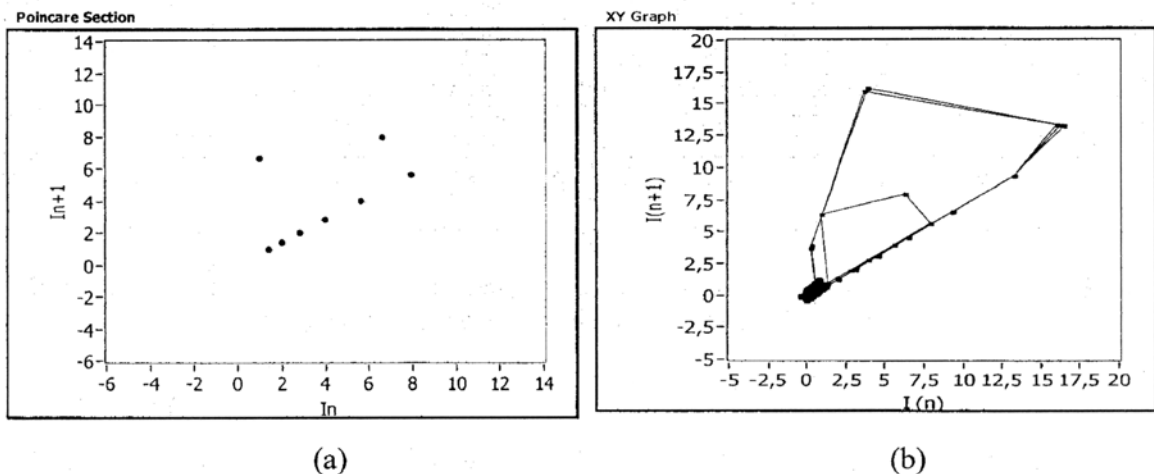 Poincare Section
14
12
10
8
6
4
2
0
-2
-4
-6
In+1
-6 -4 -2 0 2 4 6 8 10 12 14
In
(a)
XY Graph
20
17,5
15
12,5
10
7,5
5
2,5
0
-2,5
-5
I(n+1)
-5 -2,5 0 2,5 5 7,5 10 12,5 15 17,5 20
I (n)
(b)